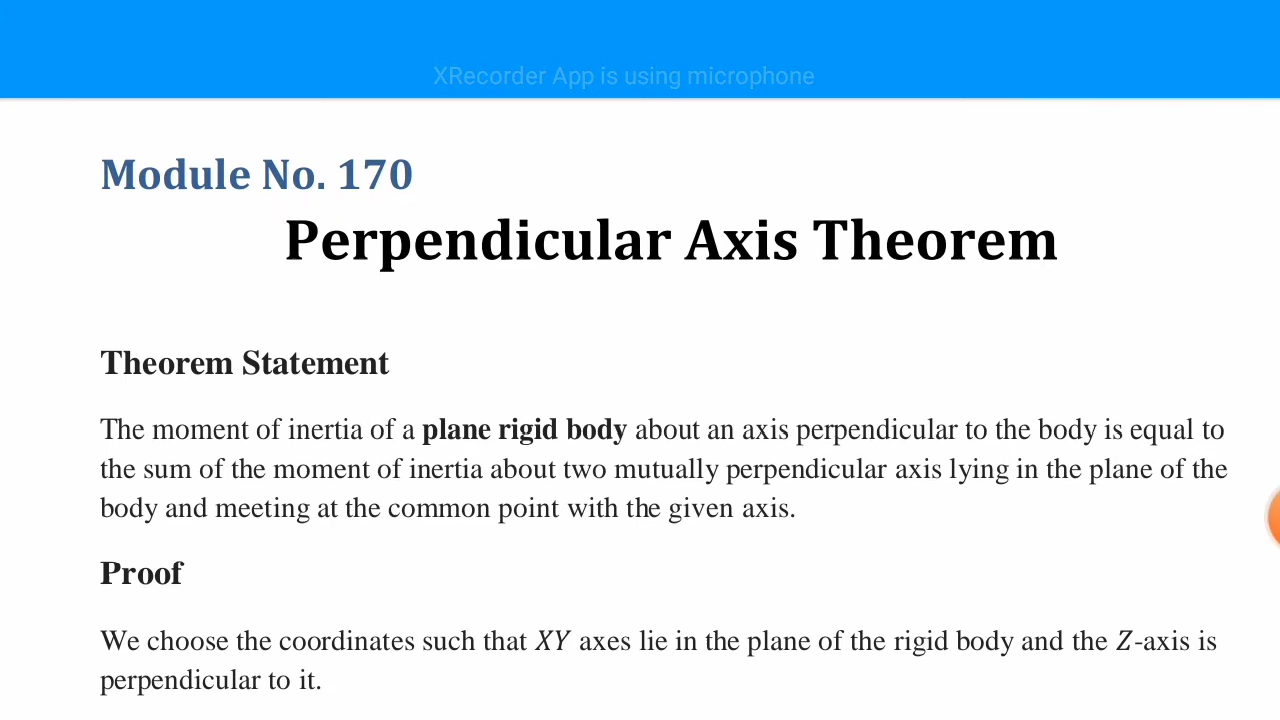 XRecorder App is using microphone
Module No. 170
Perpendicular Axis Theorem
Theorem Statement
The moment of inertia of a plane rigid body about an axis perpendicular to the body is equal to
the sum of the moment of inertia about two mutually perpendicular axis lying in the plane of the
body and meeting at the common point with the given axis.
Proof
We choose the coordinates such that XY axes lie in the plane of the rigid body and the Z-axis is
perpendicular to it.